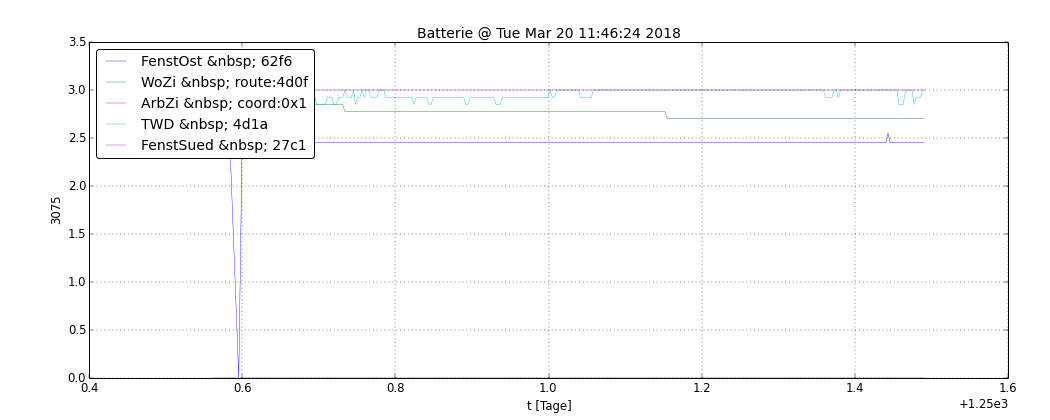 Batterie @ Tue Mar 20 11:46:24 2018
3.5
3.0
2.5
2.0
1.5
1.0
0.5
0.0
3075
FenstOst &nbsp; 62f6
WoZi &nbsp; route:4d0f
ArbZi &nbsp; coord:0x1
TWD &nbsp; 4d1a
FenstSued &nbsp; 27c1
0.4 0.6 0.8 1.0 1.2 1.4 1.6
t [Tage]
+1.25e3